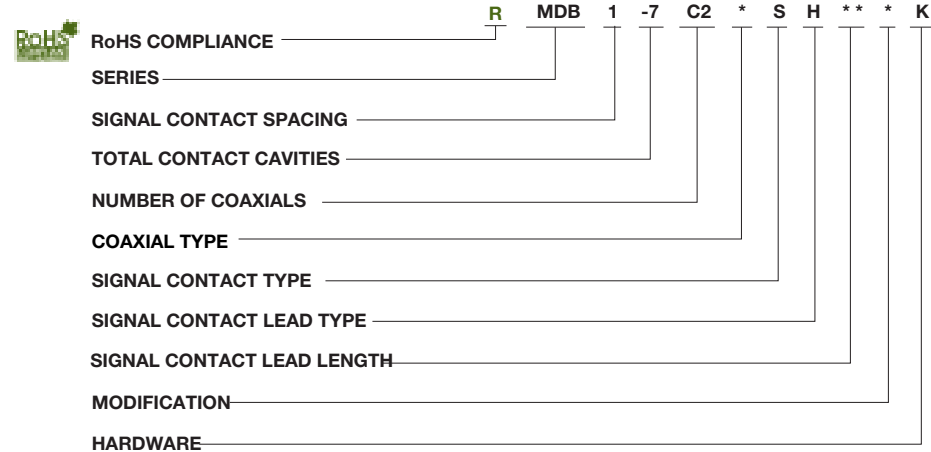 R MDB 1 -7 C2 * S H ** * K
RoHS
RoHS COMPLIANCE
SERIES
SIGNAL CONTACT SPACING
TOTAL CONTACT CAVITIES
NUMBER OF COAXIALS
COAXIAL TYPE
SIGNAL CONTACT TYPE
SIGNAL CONTACT LEAD TYPE
SIGNAL CONTACT LEAD LENGTH
MODIFICATION
HARDWARE